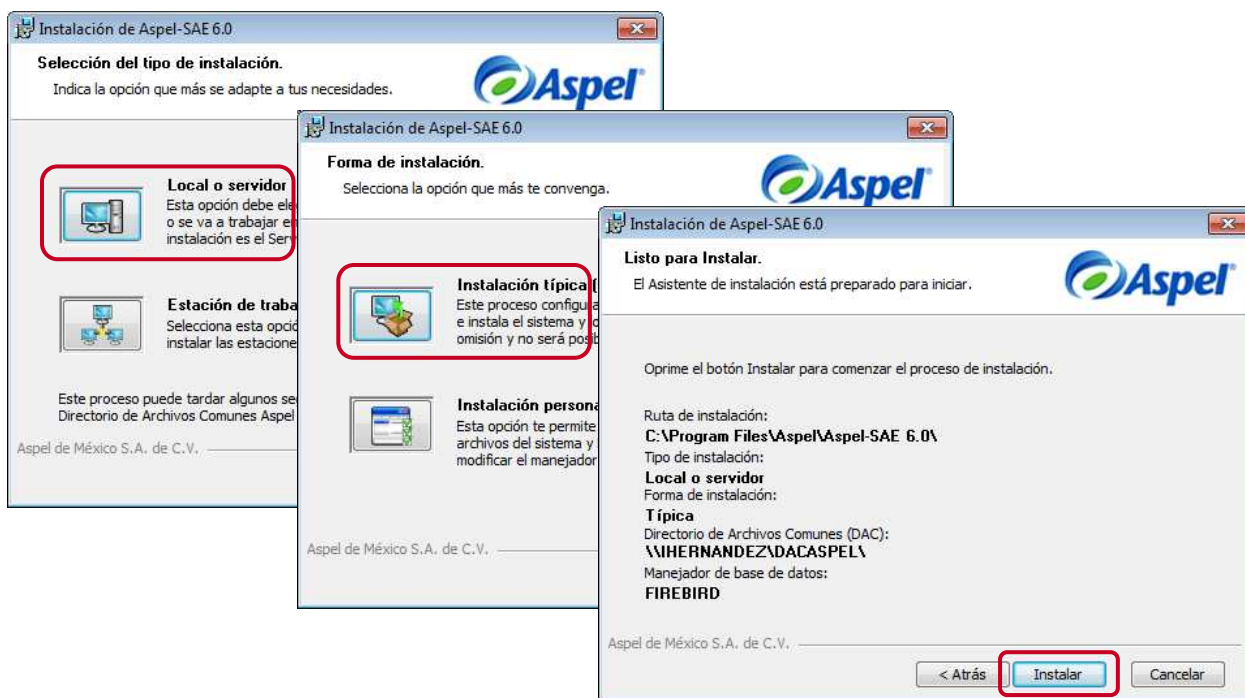 Instalación de Aspel-SAE 6.0
Selección del tipo de instalación.
Indica la opción que más se adapte a tus necesidades.
Aspel
Local o servidor
Esta opción debe ele
o se va a trabajar e
instalación es el Serv
Estación de traba
Selecciona esta opció
instalar las estacione
Este proceso puede tardar algunos se
Directorio de Archivos Comunes Aspel
Aspel de México S.A. de C.V.
Instalación de Aspel-SAE 6.0
Forma de instalación.
Selecciona la opción que más te convenga.
Aspel
Instalación típica (
Este proceso configura
e instala el sistema y
omisión y no será posib
Instalación persona
Esta opción te permite
archivos del sistema y
modificar el manejador
Aspel de México S.A. de C.V.
Instalación de Aspel-SAE 6.0
Listo para Instalar.
El Asistente de instalación está preparado para iniciar.
Aspel
Oprime el botón Instalar para comenzar el proceso de instalación.
Ruta de instalación:
C:\Program Files\Aspel\Aspel-SAE 6.0\
Tipo de instalación:
Local o servidor
Forma de instalación:
Típica
Directorio de Archivos Comunes (DAC):
\\IHERNANDEZ\DACASPEL\
Manejador de base de datos:
FIREBIRD
Aspel de México S.A. de C.V.
< Atrás
Instalar
Cancelar